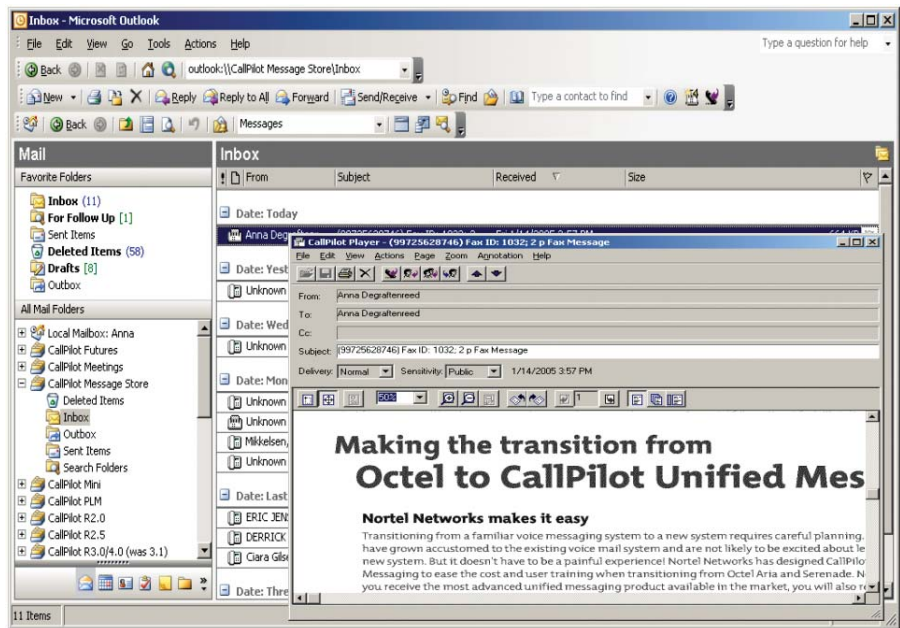 Inbox - Microsoft Outlook
File Edit View Go Tools Actions Help
Type a question for help
Back outlook:\\CallPilot Message Store\Inbox
New Reply Reply to All Forward Send/Receive Find Type a contact to find
Back Messages
Mail
Inbox
Favorite Folders
From Subject Received Size
Inbox (11)
For Follow Up [1]
Sent Items
Deleted Items (58)
Drafts [8]
Outbox
All Mail Folders
Local Mailbox: Anna
CallPilot Futures
CallPilot Meetings
CallPilot Message Store
Deleted Items
Inbox
Outbox
Sent Items
Search Folders
CallPilot Mini
CallPilot PLM
CallPilot R2.0
CallPilot R2.5
CallPilot R3.0/4.0 (was 3.1)
11 Items
Date: Today
Anna
Date: Yest
Unknown
Date: Wed
Unknown
Date: Mon
Unknown
Unknown
Mikkelsen,
Unknown
Date: Last
ERIC JEN
DERRICK
Ciara Gils
Date: Thre
CallPilot Player - (99725628746) Fax ID: 1032; 2 p Fax Message
File Edit View Actions Page Zoom Annotation Help
From: Anna Degraftenreed
To: Anna Degraftenreed
Cc:
Subject: (99725628746) Fax ID: 1032; 2 p Fax Message
Delivery: Normal Sensitivity: Public 1/14/2005 3:57 PM
50% 1
Making the transition from
Octel to CallPilot Unified Mes
Nortel Networks makes it easy
Transitioning from a familiar voice messaging system to a new system requires careful planning.
have grown accustomed to the existing voice mail system and are not likely to be excited about le
new system. But it doesn't have to be a painful experience! Nortel Networks has designed CallPilo
Messaging to ease the cost and user training when transitioning from Octel Aria and Serenade. N
you receive the most advanced unified messaging product available in the market, you will also re